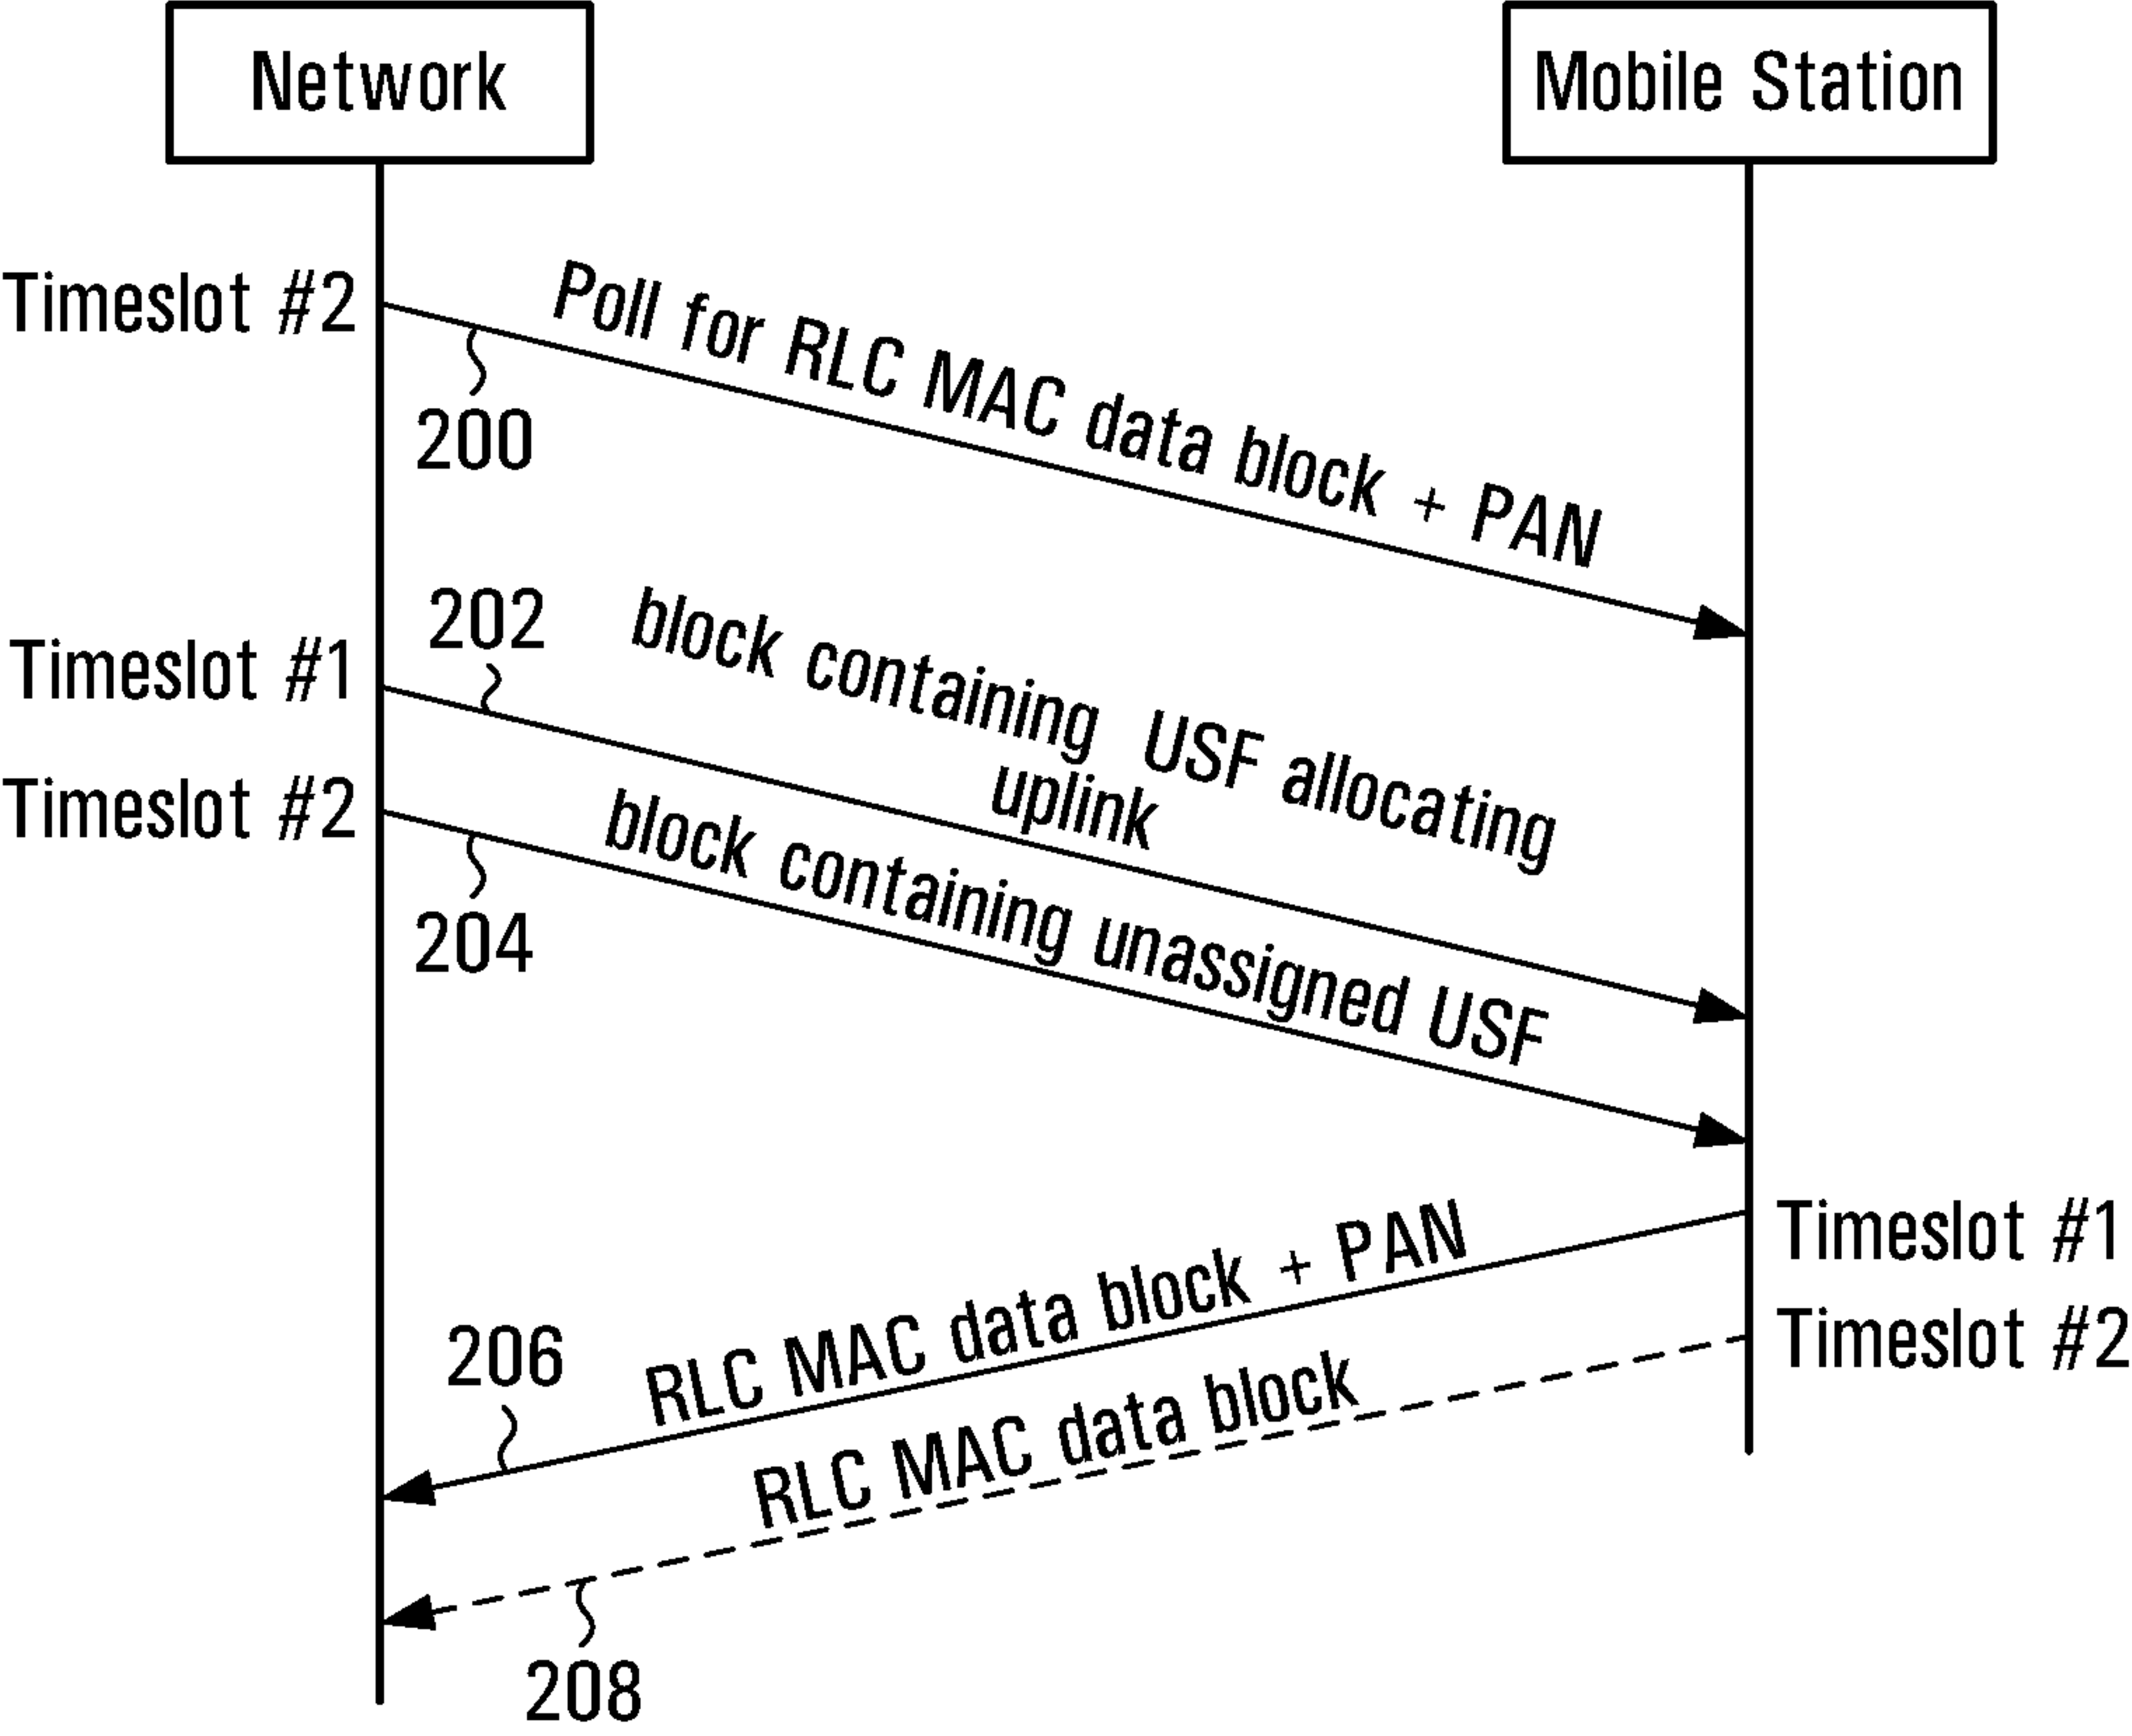 Network
Mobile Station
Timeslot #2
Poll for RLC MAC data block + PAN
200
202
block containing USF allocating
uplink
Timeslot #1
Timeslot #2
block containing unassigned USF
204
Timeslot #1
RLC MAC data block + PAN
206
Timeslot #2
RLC MAC data block
208